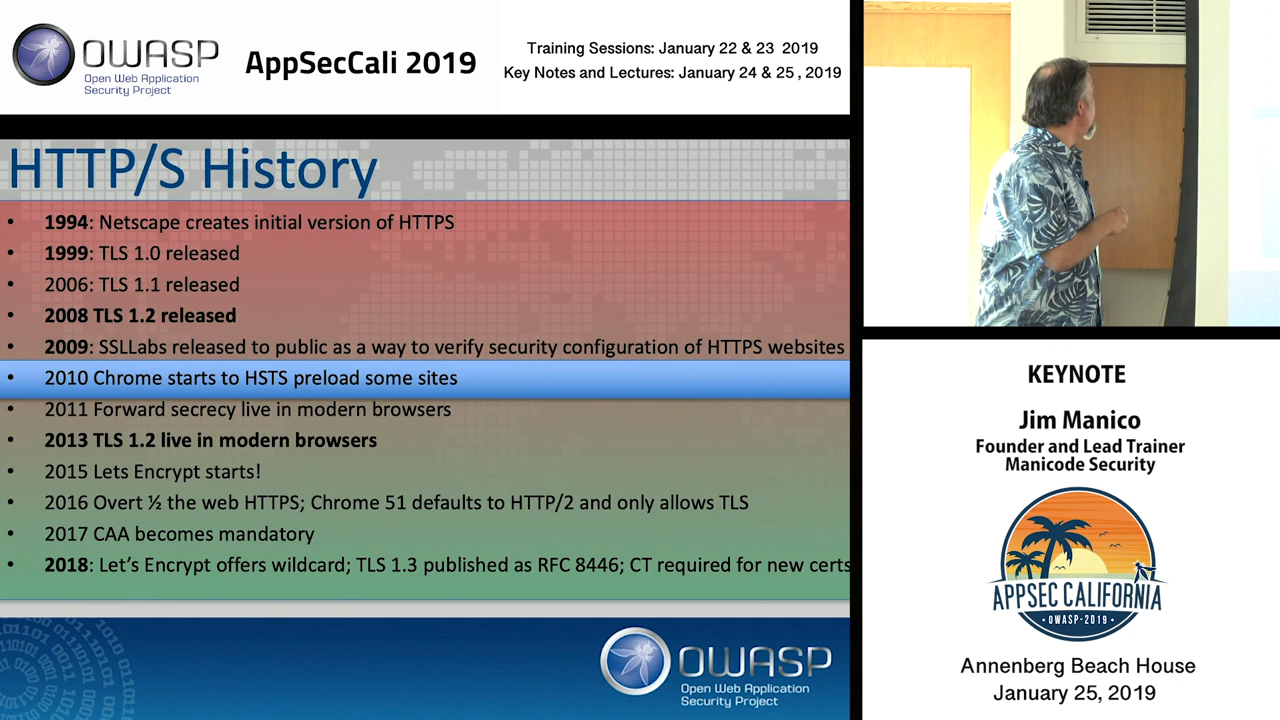 OWASP
Open Web Application
Security Project
AppSecCali 2019
Training Sessions: January 22 & 23 2019
Key Notes and Lectures: January 24 & 25 , 2019
HTTP/S History
• 1994: Netscape creates initial version of HTTPS
• 1999: TLS 1.0 released
• 2006: TLS 1.1 released
• 2008 TLS 1.2 released
• 2009: SSLLabs released to public as a way to verify security configuration of HTTPS websites
• 2010 Chrome starts to HSTS preload some sites
• 2011 Forward secrecy live in modern browsers
• 2013 TLS 1.2 live in modern browsers
• 2015 Lets Encrypt starts!
• 2016 Overt ½ the web HTTPS; Chrome 51 defaults to HTTP/2 and only allows TLS
• 2017 CAA becomes mandatory
• 2018: Let's Encrypt offers wildcard; TLS 1.3 published as RFC 8446; CT required for new certs
OWASP
Open Web Application
Security Project
KEYNOTE
Jim Manico
Founder and Lead Trainer
Manicode Security
APPSEC CALIFORNIA
• OWASP-2019 •
Annenberg Beach House
January 25, 2019